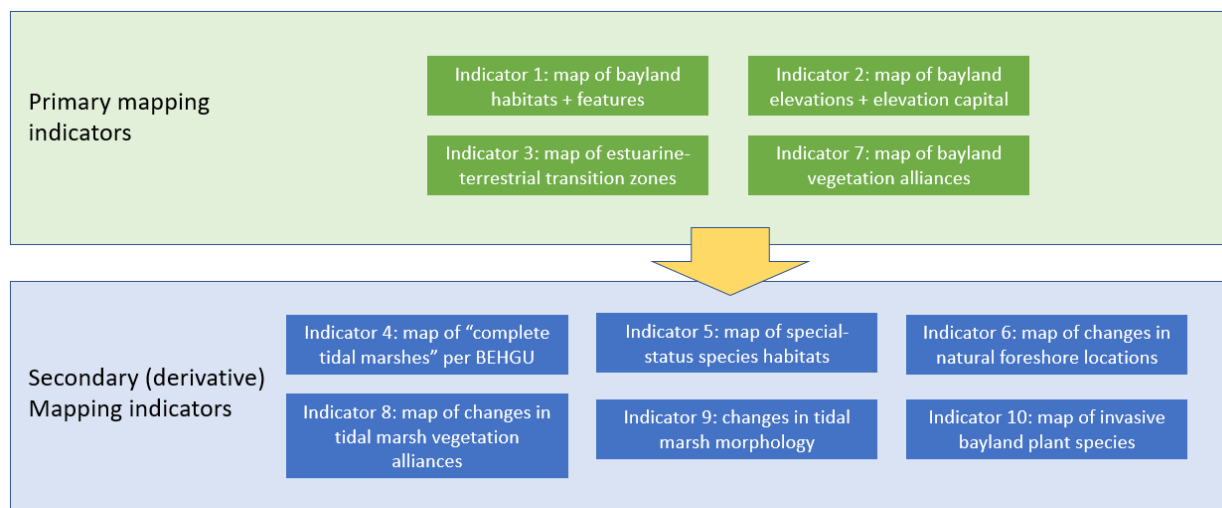 Primary mapping
indicators
Indicator 1: map of bayland
habitats + features
Indicator 2: map of bayland
elevations + elevation capital
Indicator 3: map of estuarine-
terrestrial transition zones
Indicator 7: map of bayland
vegetation alliances
Secondary (derivative)
Mapping indicators
Indicator 4: map of “complete
tidal marshes” per BEHGU
Indicator 5: map of special-
status species habitats
Indicator 6: map of changes in
natural foreshore locations
Indicator 8: map of changes in
tidal marsh vegetation
alliances
Indicator 9: changes in tidal
marsh morphology
Indicator 10: map of invasive
bayland plant species